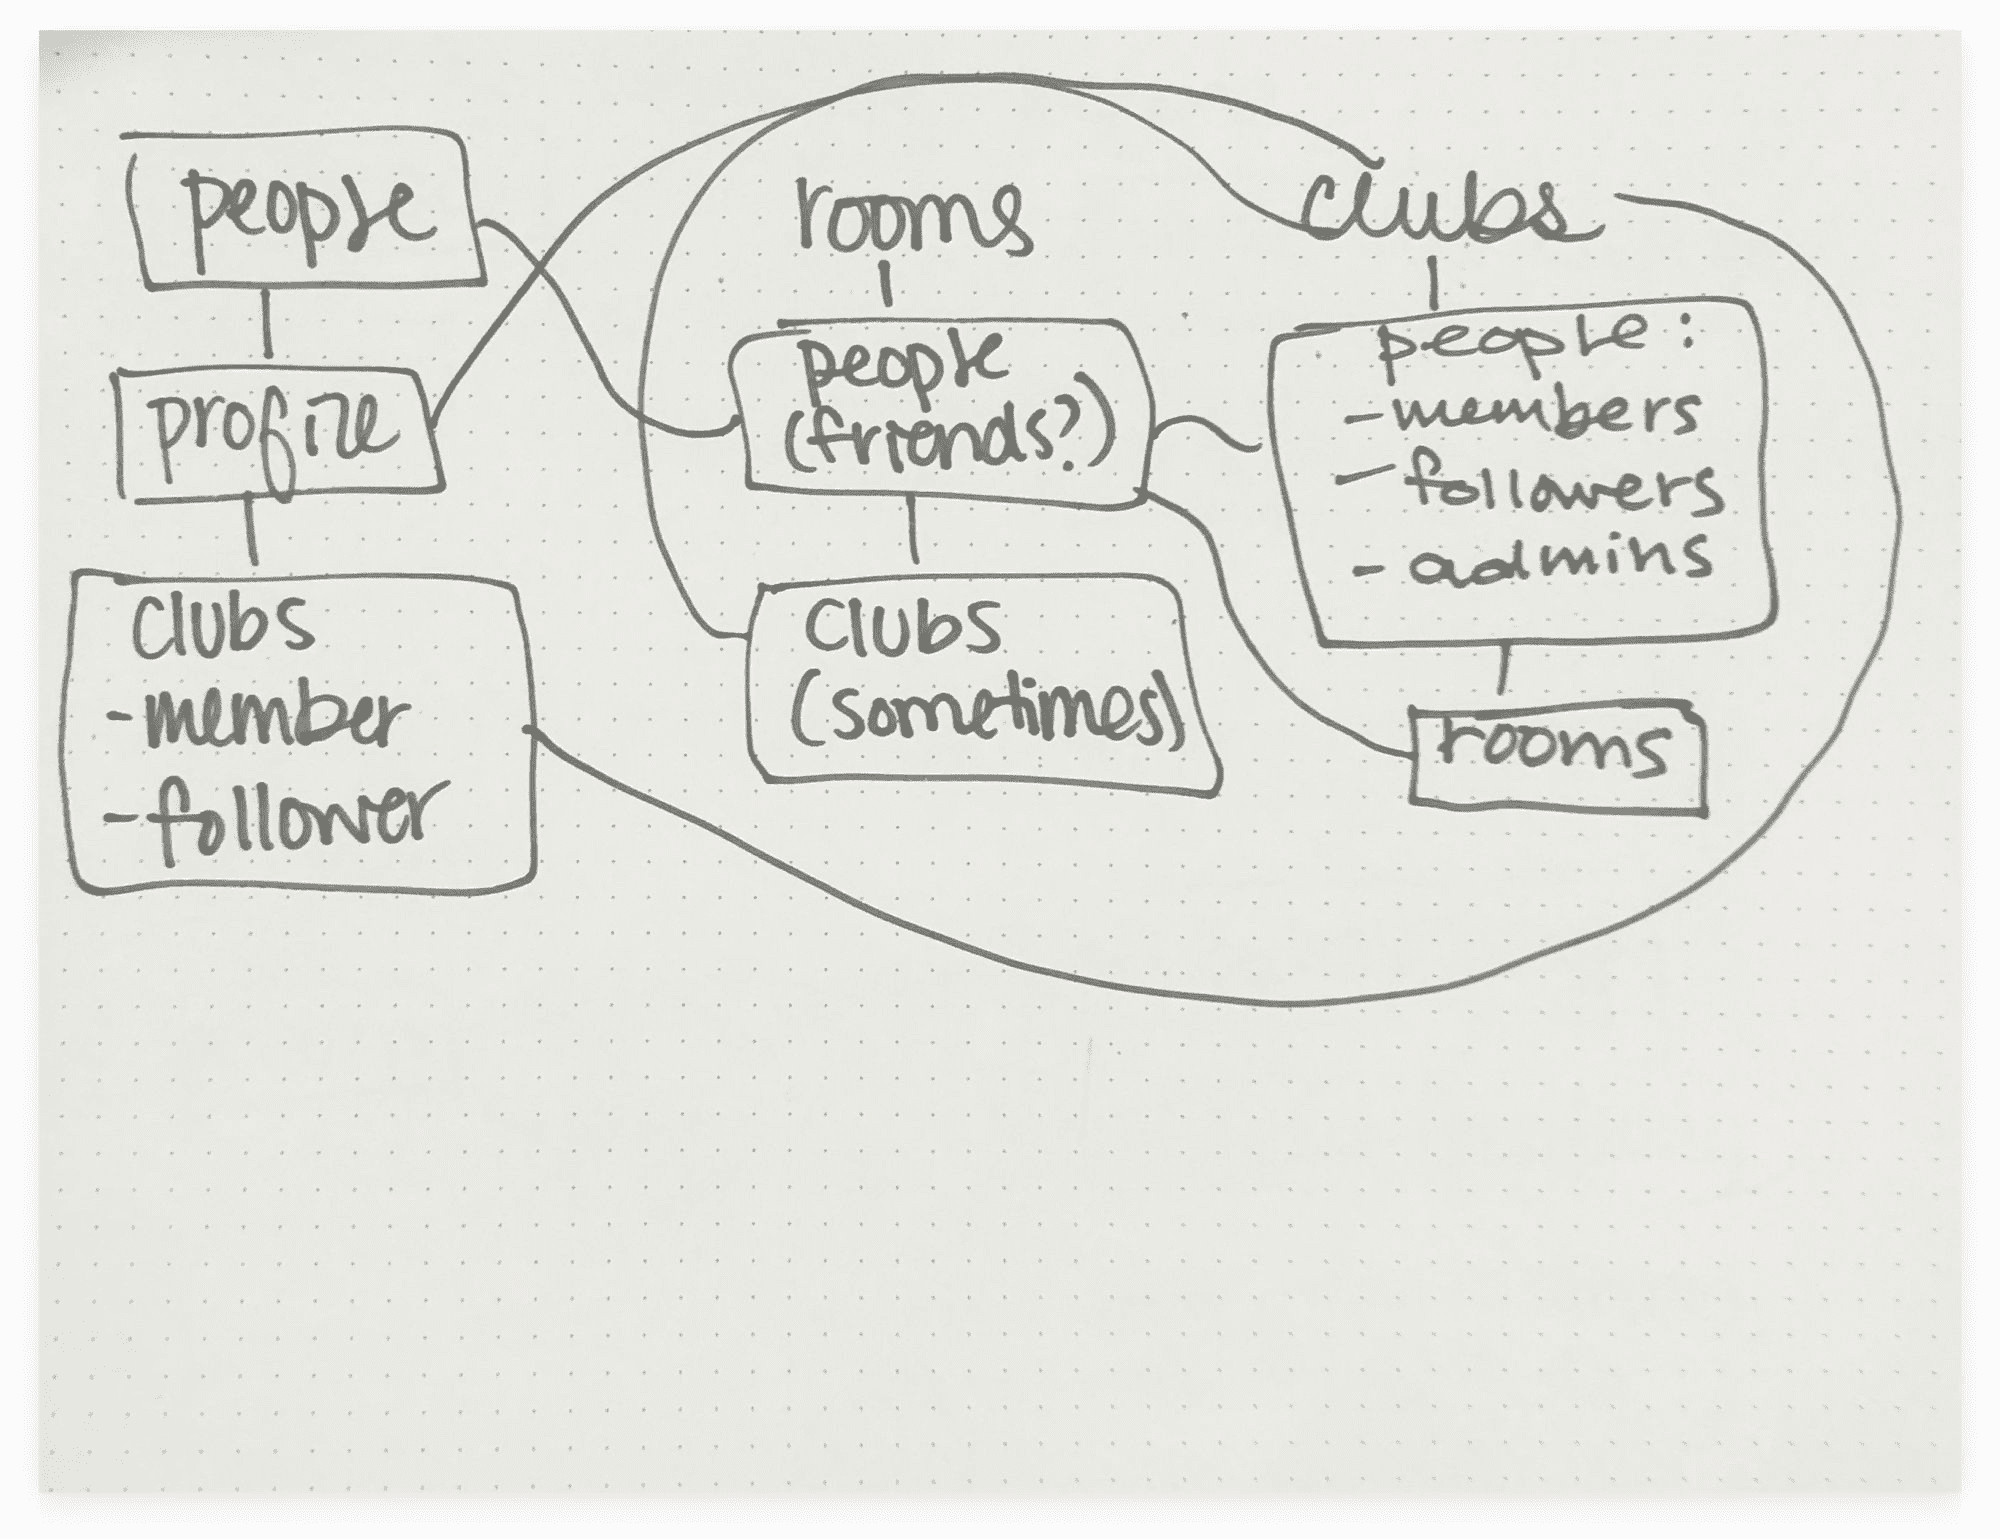 people
profile
clubs
-member
-follower
rooms
people
(friends?)
clubs
(sometimes)
clubs
people:
-members
-followers
-admins
rooms